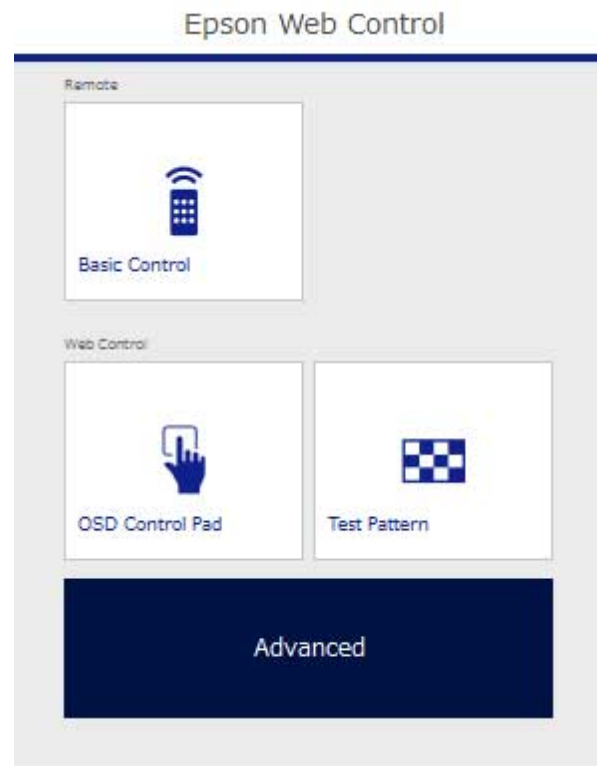 Epson Web Control
Remote
Basic Control
Web Control
OSD Control Pad
Test Pattern
Advanced